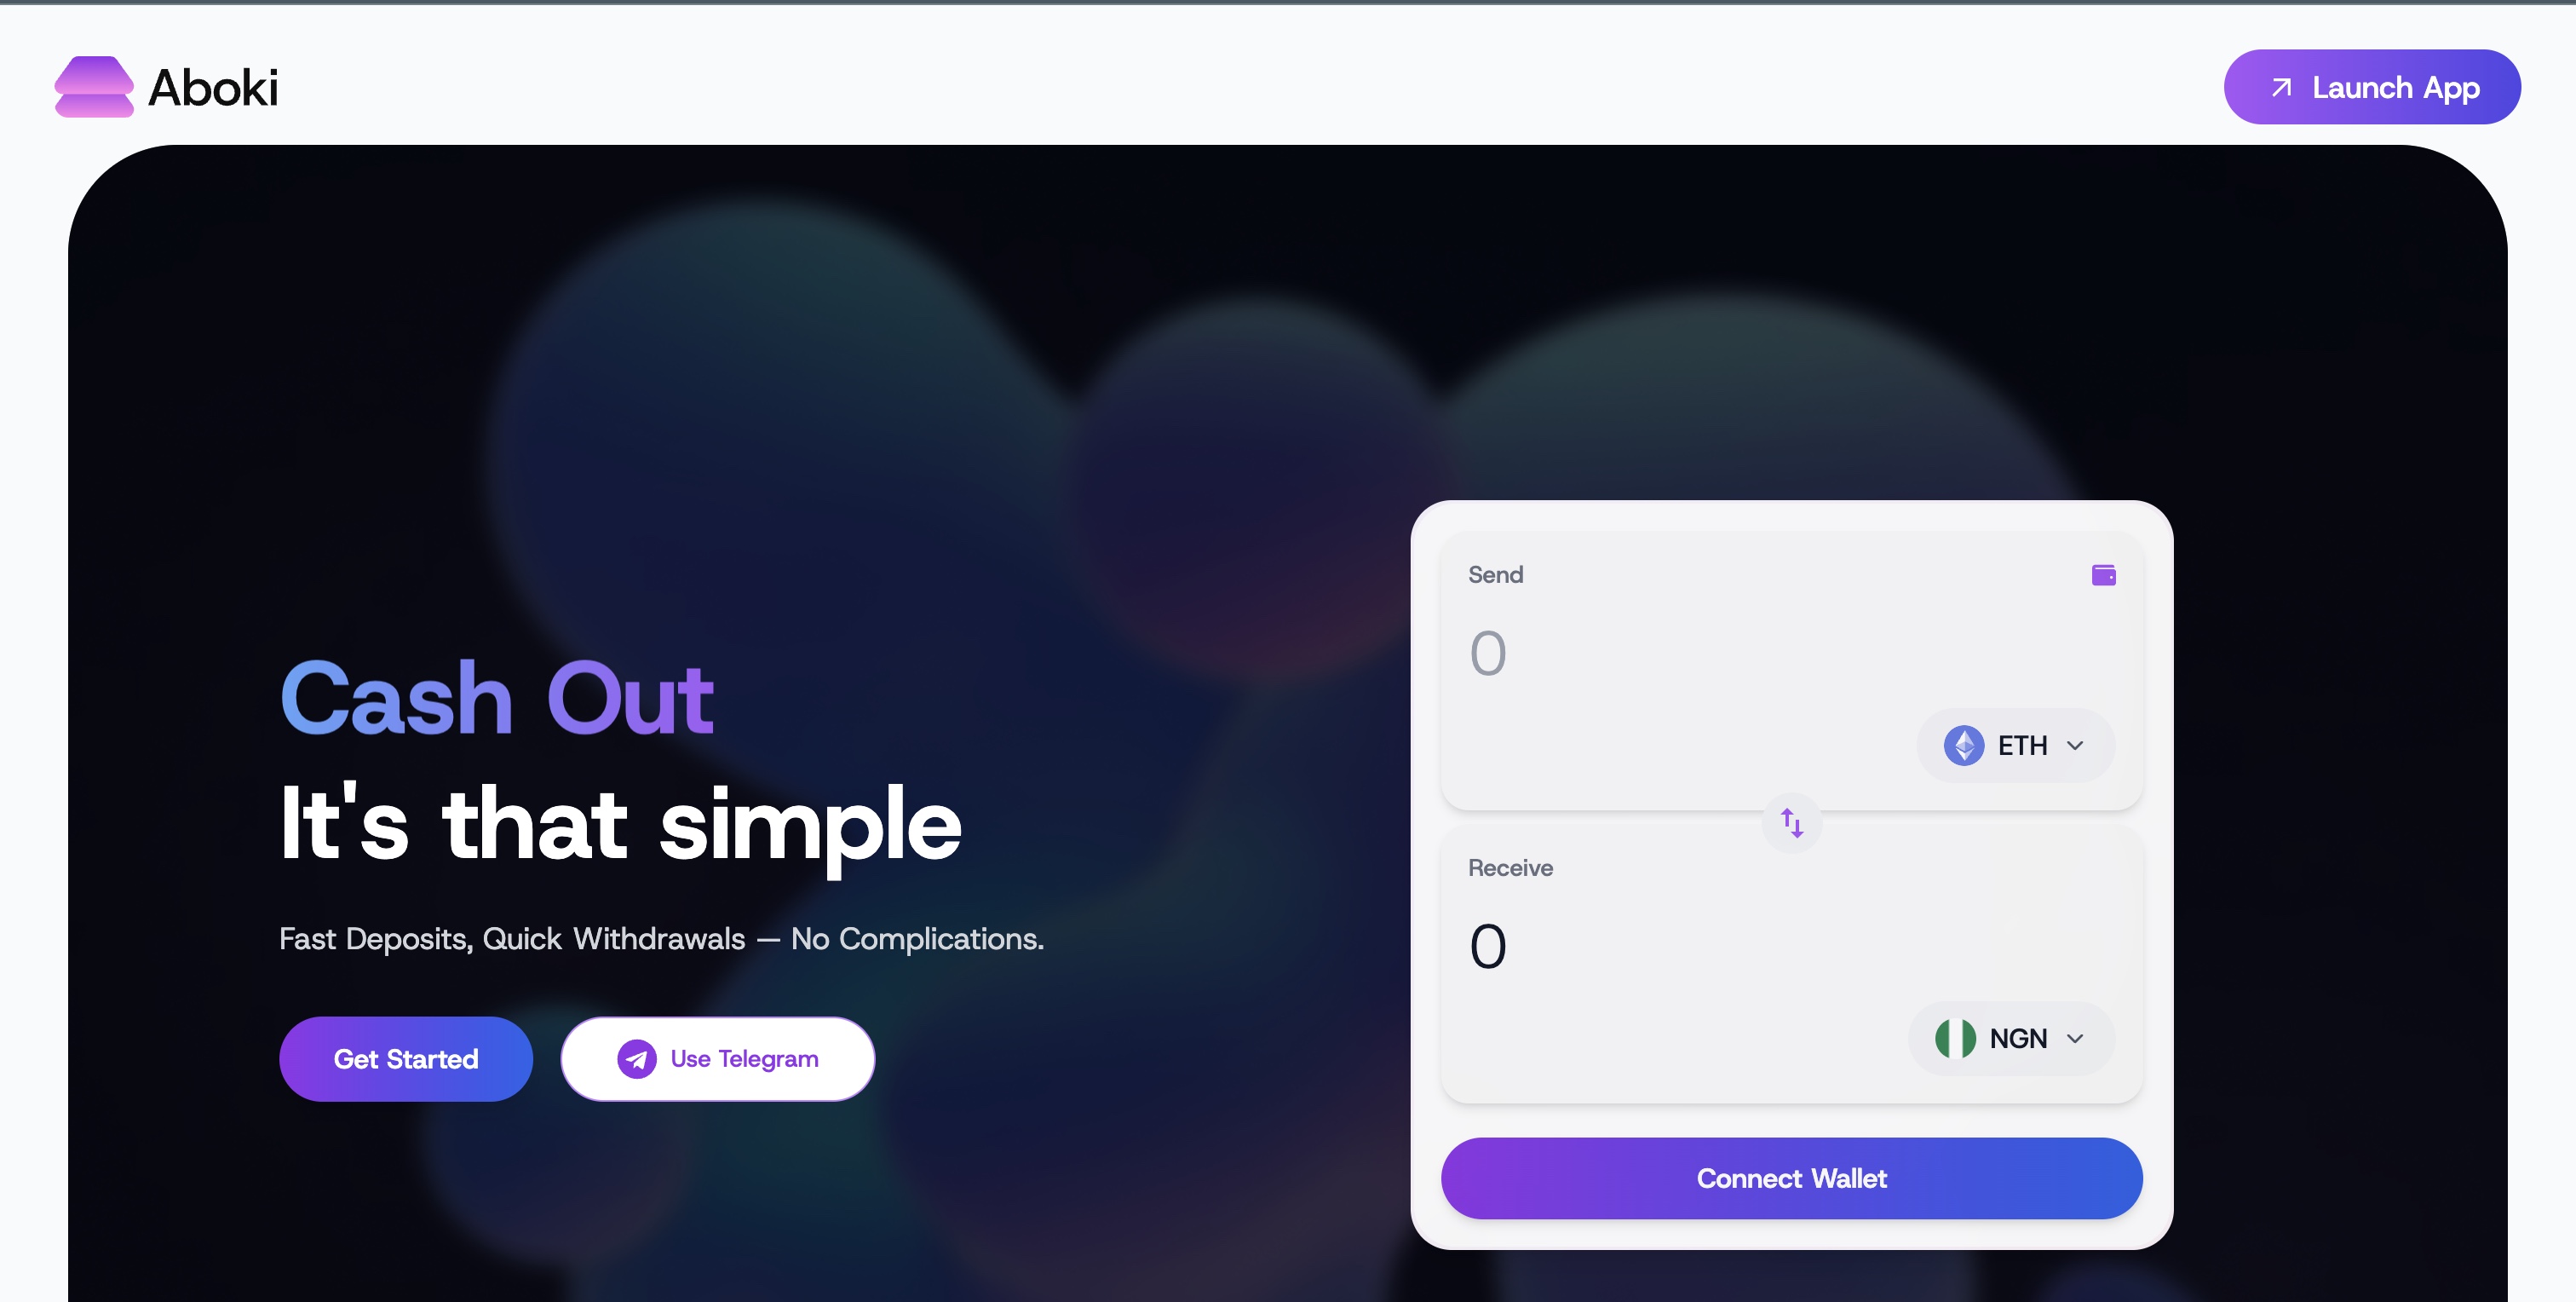 Aboki
Launch App
Cash Out
It's that simple
Fast Deposits, Quick Withdrawals — No Complications.
Get Started
Use Telegram
Send
0
ETH
Receive
0
NGN
Connect Wallet